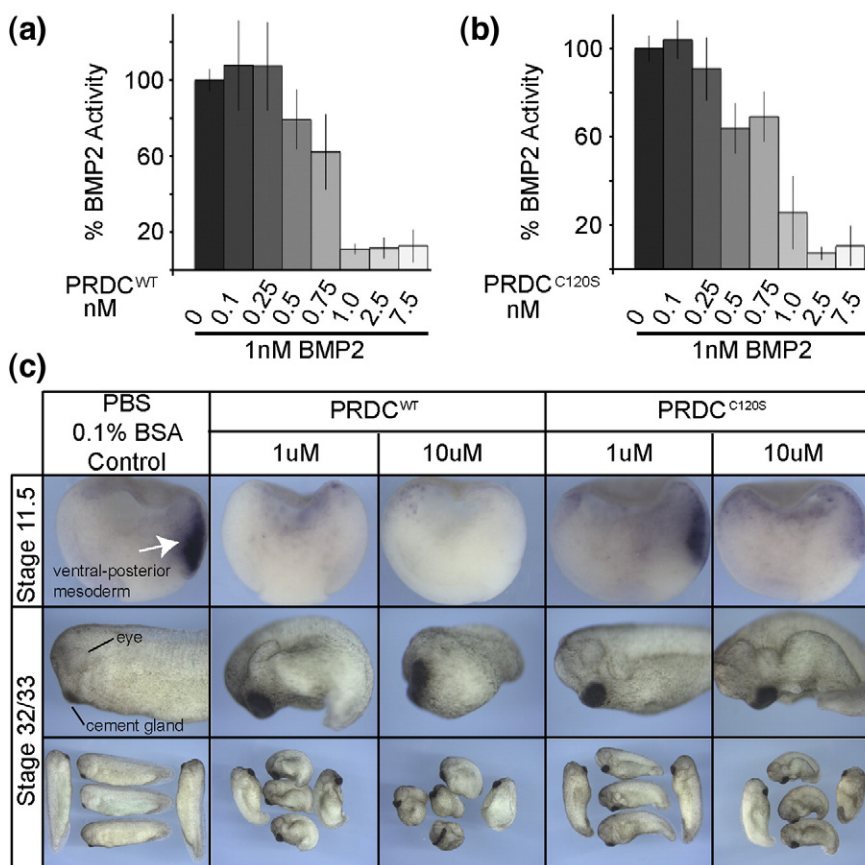 (a)
% BMP2 Activity
100
60
20
PRDC^WT
nM
0 0.1 0.25 0.5 0.75 1.0 2.5 7.5
1nM BMP2
(b)
% BMP2 Activity
100
60
20
PRDC^C120S
nM
0 0.1 0.25 0.5 0.75 1.0 2.5 7.5
1nM BMP2
(c)
PBS
0.1% BSA
Control
PRDC^WT
1uM
10uM
PRDC^C120S
1uM
10uM
Stage 11.5
ventral-posterior
mesoderm
Stage 32/33
eye
cement gland